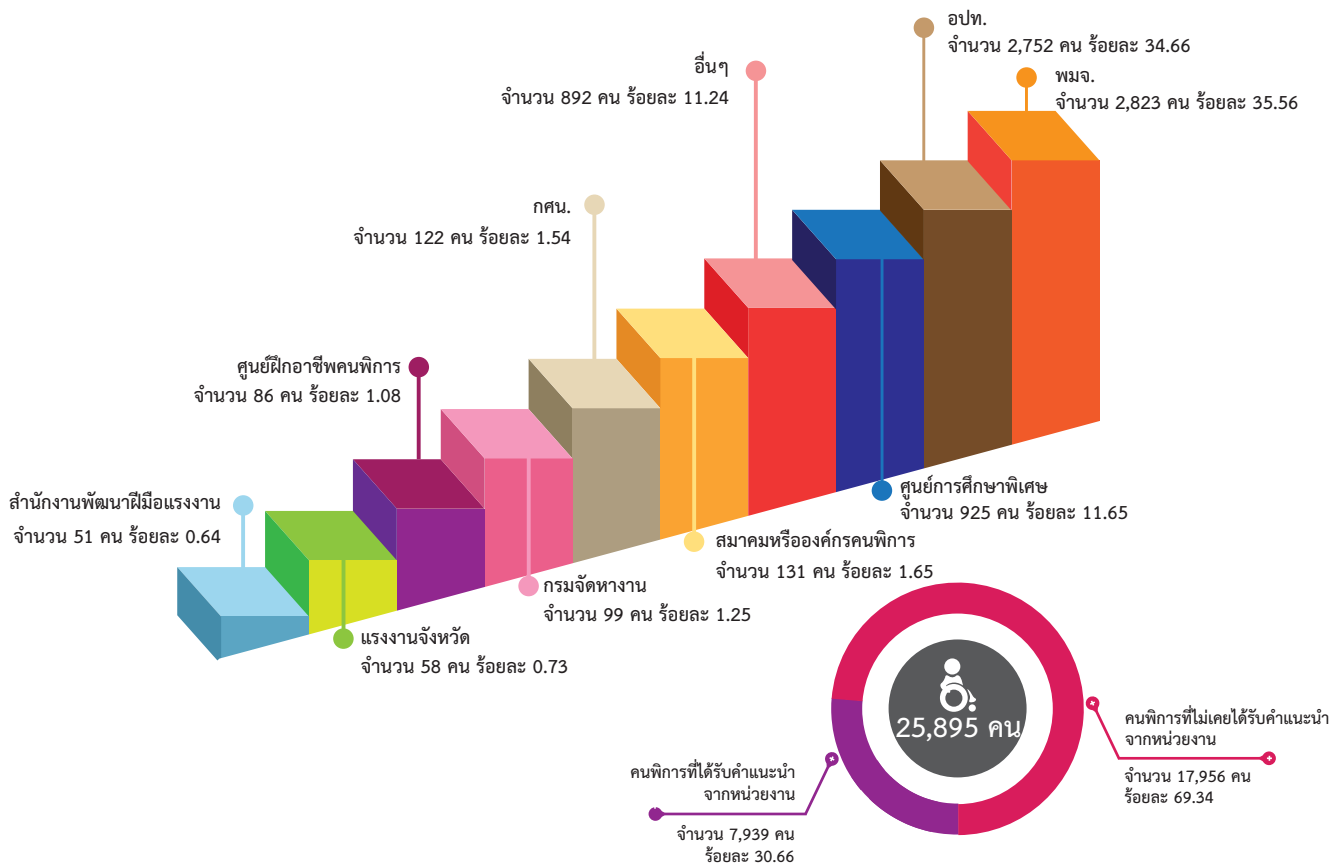 อปท.
จำนวน 2,752 คน ร้อยละ 34.66
พมจ.
จำนวน 2,823 คน ร้อยละ 35.56
อื่นๆ
จำนวน 892 คน ร้อยละ 11.24
กศน.
จำนวน 122 คน ร้อยละ 1.54
ศูนย์ฝึกอาชีพคนพิการ
จำนวน 86 คน ร้อยละ 1.08
สำนักงานพัฒนาฝีมือแรงงาน
จำนวน 51 คน ร้อยละ 0.64
ศูนย์การศึกษาพิเศษ
จำนวน 925 คน ร้อยละ 11.65
สมาคมหรือองค์กรคนพิการ
จำนวน 131 คน ร้อยละ 1.65
กรมจัดหางาน
จำนวน 99 คน ร้อยละ 1.25
แรงงานจังหวัด
จำนวน 58 คน ร้อยละ 0.73
25,895 คน
คนพิการที่ไม่เคยได้รับคำแนะนำ
จากหน่วยงาน
จำนวน 17,956 คน
ร้อยละ 69.34
คนพิการที่ได้รับคำแนะนำ
จากหน่วยงาน
จำนวน 7,939 คน
ร้อยละ 30.66